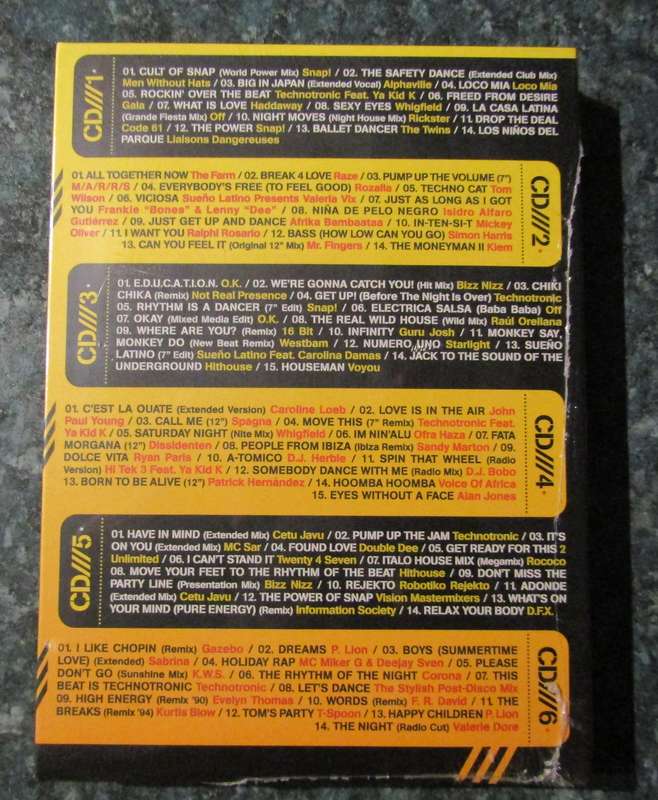 CD///1·
01. CULT OF SNAP (World Power Mix) Snap! / 02. THE SAFETY DANCE (Extended Club Mix)
Men Without Hats / 03. BIG IN JAPAN (Extended Vocal) Alphaville / 04. LOCO MIA Loco Mia
05. ROCKIN' OVER THE BEAT Technotronic Feat. Ya Kid K / 06. FREED FROM DESIRE
Gala / 07. WHAT IS LOVE Haddaway / 08. SEXY EYES Whigfield / 09. LA CASA LATINA
(Grande Fiesta Mix) Off / 10. NIGHT MOVES (Night House Mix) Rickster / 11. DROP THE DEAL
Code 61 / 12. THE POWER Snap! / 13. BALLET DANCER The Twins / 14. LOS NIÑOS DEL
PARQUE Liaisons Dangereuses
CD///2·
01. ALL TOGETHER NOW The Farm / 02. BREAK 4 LOVE Raze / 03. PUMP UP THE VOLUME (7")
M/A/R/R/S / 04. EVERYBODY'S FREE (TO FEEL GOOD) Rozalla / 05. TECHNO CAT Tom
Wilson / 06. VICIOSA Sueño Latino Presents Valeria Vix / 07. JUST AS LONG AS I GOT
YOU Frankie "Bones" & Lenny "Dee" / 08. NIÑA DE PELO NEGRO Isidro Alfaro
Gutiérrez / 09. JUST GET UP AND DANCE Afrika Bambaataa / 10. IN-TEN-SI-T Mickey
Oliver / 11. I WANT YOU Ralphi Rosario / 12. BASS (HOW LOW CAN YOU GO) Simon Harris
13. CAN YOU FEEL IT (Original 12" Mix) Mr. Fingers / 14. THE MONEYMAN II Klem
CD///3·
01. E.D.U.C.A.T.I.O.N. O.K. / 02. WE'RE GONNA CATCH YOU! (Hit Mix) Bizz Nizz / 03. CHIKI
CHIKA (Remix) Not Real Presence / 04. GET UP! (Before The Night Is Over) Technotronic
05. RHYTHM IS A DANCER (7" Edit) Snap! / 06. ELECTRICA SALSA (Baba Baba) Off
07. OKAY (Mixed Media Edit) O.K. / 08. THE REAL WILD HOUSE (Wild Mix) Raúl Orellana
09. WHERE ARE YOU? (Remix) 16 Bit / 10. INFINITY Guru Josh / 11. MONKEY SAY,
MONKEY DO (New Beat Remix) Westbam / 12. NUMERO UNO Starlight / 13. SUEÑO
LATINO (7" Edit) Sueño Latino Feat. Carolina Damas / 14. JACK TO THE SOUND OF THE
UNDERGROUND Hithouse / 15. HOUSEMAN Voyou
CD///4·
01. C'EST LA OUATE (Extended Version) Caroline Loeb / 02. LOVE IS IN THE AIR John
Paul Young / 03. CALL ME (12") Spagna / 04. MOVE THIS (7" Remix) Technotronic Feat.
Ya Kid K / 05. SATURDAY NIGHT (Nite Mix) Whigfield / 06. IM NIN'ALU Ofra Haza / 07. FATA
MORGANA (12") Dissidenten / 08. PEOPLE FROM IBIZA (Ibiza Remix) Sandy Marton / 09.
DOLCE VITA Ryan Paris / 10. A-TOMICO D.J. Herbie / 11. SPIN THAT WHEEL (Radio
Version) Hi Tek 3 Feat. Ya Kid K / 12. SOMEBODY DANCE WITH ME (Radio Mix) D.J. Bobo
13. BORN TO BE ALIVE (12") Patrick Hernández / 14. HOOMBA HOOMBA Voice Of Africa
15. EYES WITHOUT A FACE Alan Jones
CD///5·
01. HAVE IN MIND (Extended Mix) Cetu Javu / 02. PUMP UP THE JAM Technotronic / 03. IT'S
ON YOU (Extended Mix) MC Sar / 04. FOUND LOVE Double Dee / 05. GET READY FOR THIS 2
Unlimited / 06. I CAN'T STAND IT Twenty 4 Seven / 07. ITALO HOUSE MIX (Megamix) Rococo
08. MOVE YOUR FEET TO THE RHYTHM OF THE BEAT Hithouse / 09. DON'T MISS THE
PARTY LINE (Presentation Mix) Bizz Nizz / 10. REJEKTO Robotiko Rejekto / 11. ADONDE
(Extended Mix) Cetu Javu / 12. THE POWER OF SNAP Vision Mastermixers / 13. WHAT'S ON
YOUR MIND (PURE ENERGY) (Remix) Information Society / 14. RELAX YOUR BODY D.F.X.
CD///6·
01. I LIKE CHOPIN (Remix) Gazebo / 02. DREAMS P. Lion / 03. BOYS (SUMMERTIME
LOVE) (Extended) Sabrina / 04. HOLIDAY RAP MC Miker G & Deejay Sven / 05. PLEASE
DON'T GO (Sunshine Mix) K.W.S. / 06. THE RHYTHM OF THE NIGHT Corona / 07. THIS
BEAT IS TECHNOTRONIC Technotronic / 08. LET'S DANCE The Stylish Post-Disco Mix
09. HIGH ENERGY (Remix '90) Evelyn Thomas / 10. WORDS (Remix) F. R. David / 11. THE
BREAKS (Remix '94) Kurtis Blow / 12. TOM'S PARTY T-Spoon / 13. HAPPY CHILDREN P. Lion
14. THE NIGHT (Radio Cut) Valerie Dore